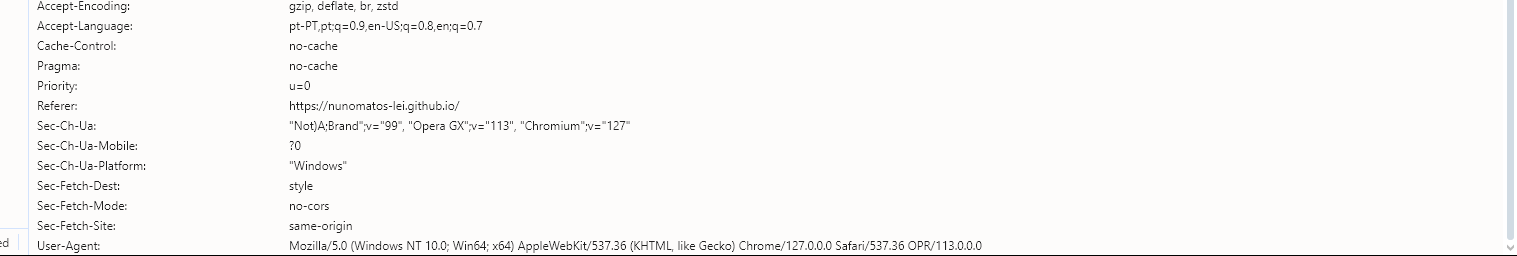 Accept-Encoding: gzip, deflate, br, zstd
Accept-Language: pt-PT,pt;q=0.9,en-US;q=0.8,en;q=0.7
Cache-Control: no-cache
Pragma: no-cache
Priority: u=0
Referer: https://nunomatos-lei.github.io/
Sec-Ch-Ua: "Not)A;Brand";v="99", "Opera GX";v="113", "Chromium";v="127"
Sec-Ch-Ua-Mobile: ?0
Sec-Ch-Ua-Platform: "Windows"
Sec-Fetch-Dest: style
Sec-Fetch-Mode: no-cors
Sec-Fetch-Site: same-origin
ed
User-Agent: Mozilla/5.0 (Windows NT 10.0; Win64; x64) AppleWebKit/537.36 (KHTML, like Gecko) Chrome/127.0.0.0 Safari/537.36 OPR/113.0.0.0